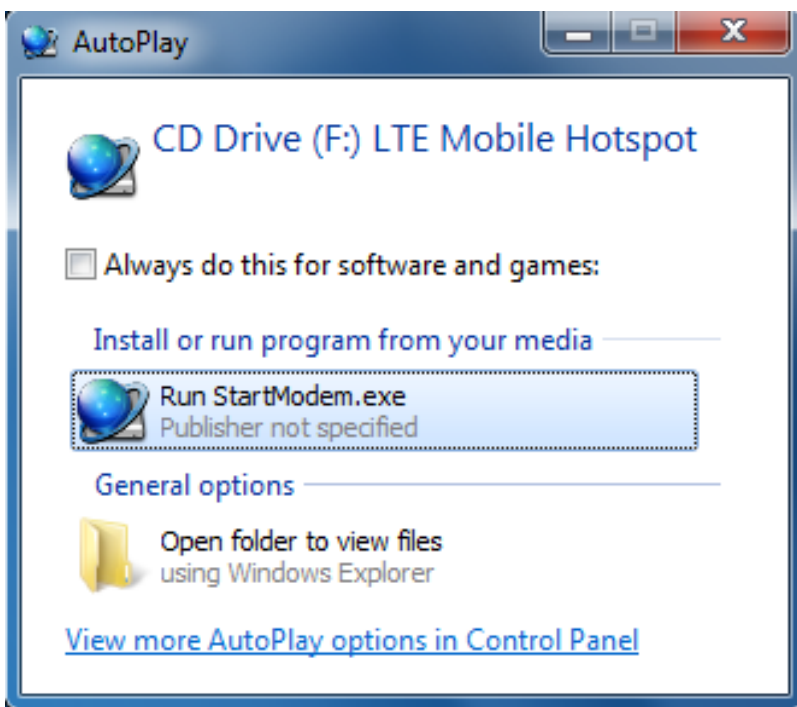 AutoPlay
CD Drive (F:) LTE Mobile Hotspot
Always do this for software and games:
Install or run program from your media
Run StartModem.exe
Publisher not specified
General options
Open folder to view files
using Windows Explorer
View more AutoPlay options in Control Panel